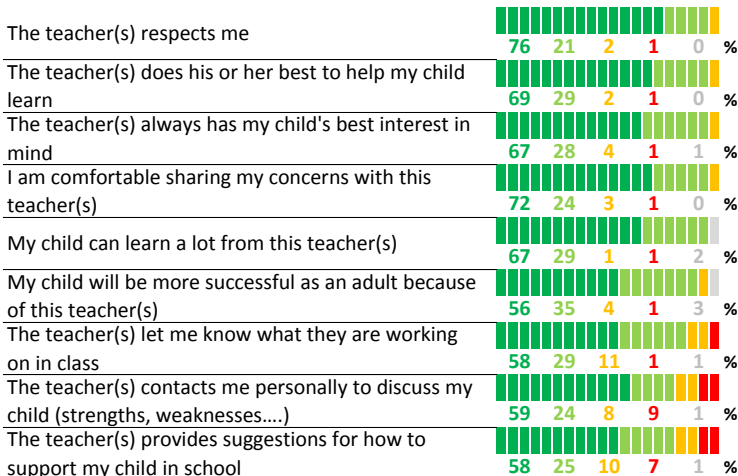 The teacher(s) respects me
76 21 2 1 0 %
The teacher(s) does his or her best to help my child
learn
69 29 2 1 0 %
The teacher(s) always has my child's best interest in
mind
67 28 4 1 1 %
I am comfortable sharing my concerns with this
teacher(s)
72 24 3 1 0 %
My child can learn a lot from this teacher(s)
67 29 1 1 2 %
My child will be more successful as an adult because
of this teacher(s)
56 35 4 1 3 %
The teacher(s) let me know what they are working
on in class
58 29 11 1 1 %
The teacher(s) contacts me personally to discuss my
child (strengths, weaknesses....)
59 24 8 9 1 %
The teacher(s) provides suggestions for how to
support my child in school
58 25 10 7 1 %